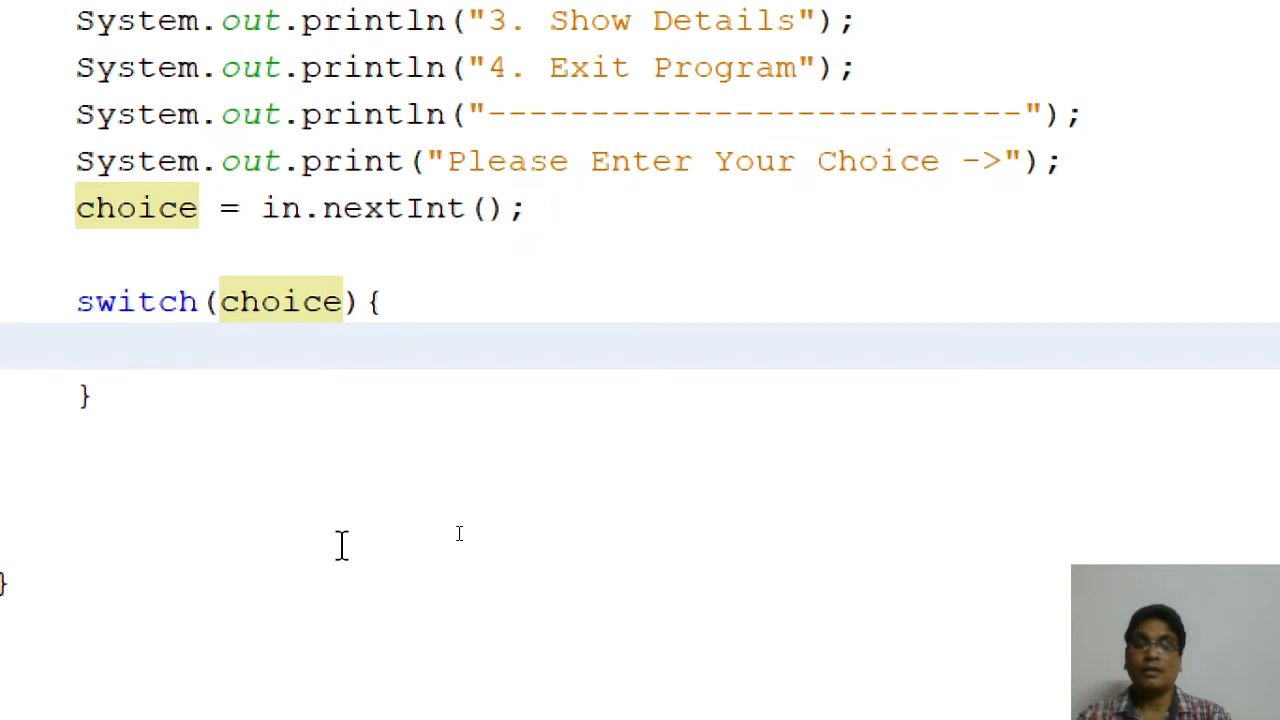 System.out.println("3. Show Details");
System.out.println("4. Exit Program");
System.out.println("--------------------------");
System.out.print("Please Enter Your Choice ->");
choice = in.nextInt();
switch(choice){
}
}